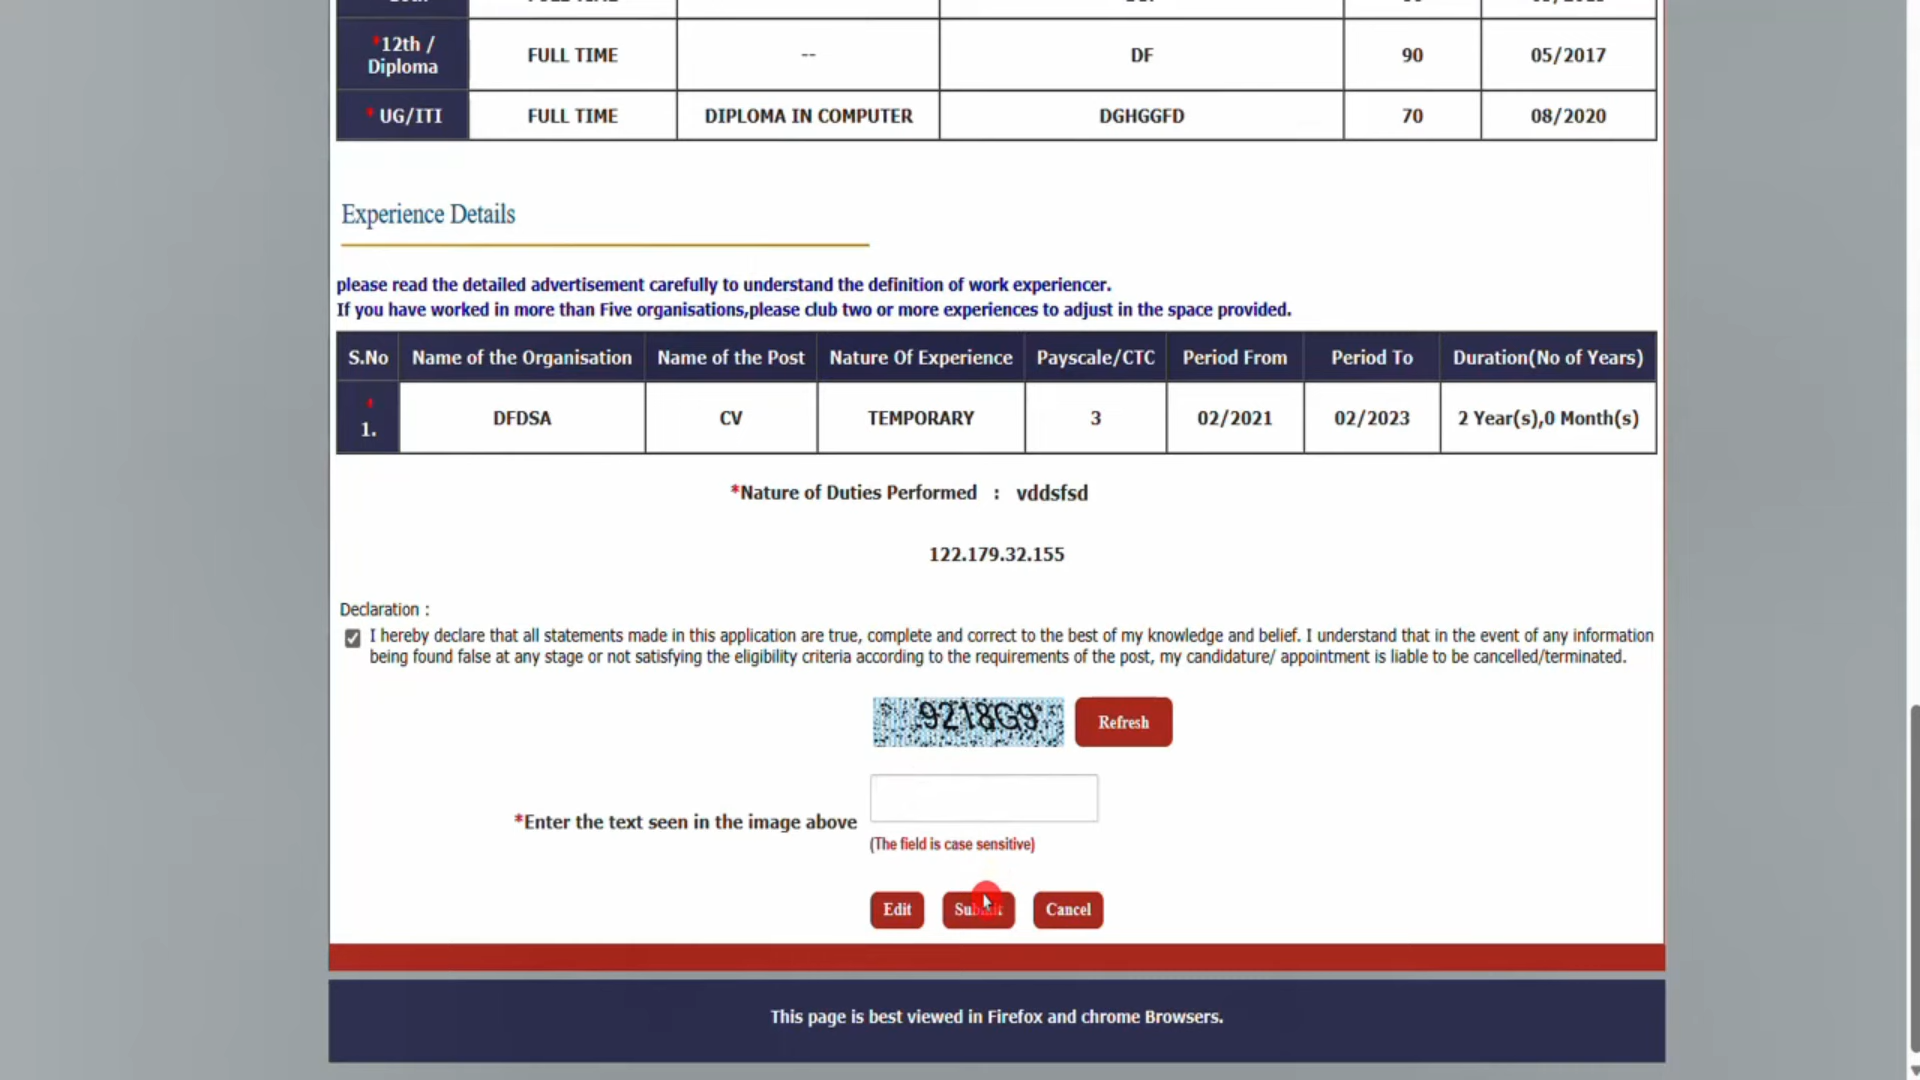 *12th / Diploma FULL TIME -- DF 90 05/2017
* UG/ITI FULL TIME DIPLOMA IN COMPUTER DGHGGFD 70 08/2020
Experience Details
please read the detailed advertisement carefully to understand the definition of work experiencer.
If you have worked in more than Five organisations,please club two or more experiences to adjust in the space provided.
S.No Name of the Organisation Name of the Post Nature Of Experience Payscale/CTC Period From Period To Duration(No of Years)
* 1. DFDSA CV TEMPORARY 3 02/2021 02/2023 2 Year(s),0 Month(s)
*Nature of Duties Performed : vddsfsd
122.179.32.155
Declaration :
I hereby declare that all statements made in this application are true, complete and correct to the best of my knowledge and belief. I understand that in the event of any information
being found false at any stage or not satisfying the eligibility criteria according to the requirements of the post, my candidature/ appointment is liable to be cancelled/terminated.
9218G9 Refresh
*Enter the text seen in the image above
(The field is case sensitive)
Edit Submit Cancel
This page is best viewed in Firefox and chrome Browsers.